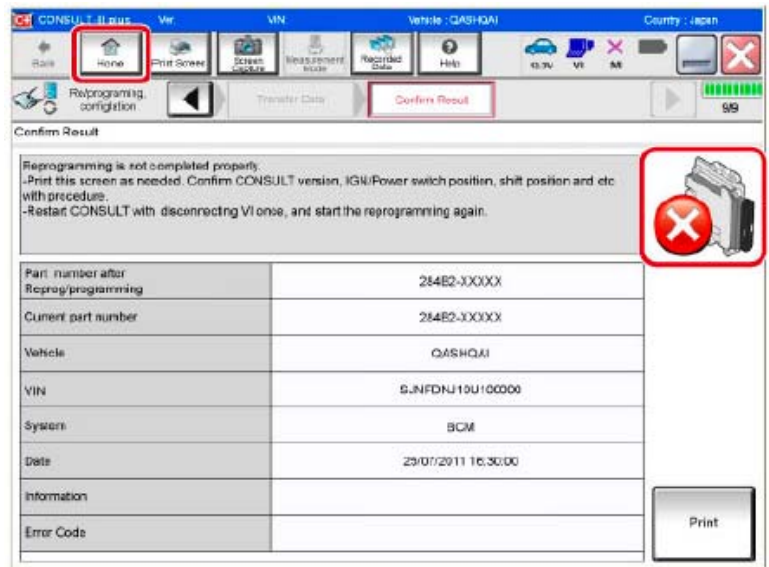 CONSULT-III plus Ver. VIN: Vehicle : QASHQAI Country : Japan
Back Home Print Screen Screen Capture Measurement Mode Recorded Data Help 12.3V VI MI
Re/programing, configration Transfer Data Confirm Result 9/9
Confirm Result
Reprogramming is not completed properly.
-Print this screen as needed. Confirm CONSULT version, IGN/Power switch position, shift position and etc
with procedure.
-Restart CONSULT with disconnecting VI once, and start the reprogramming again.
Part number after
Reprog/programming
284B2-XXXXX
Current part number 284B2-XXXXX
Vehicle QASHQAI
VIN
System BCM
Date 25/07/2011 16:30:00
Information
Error Code
Print